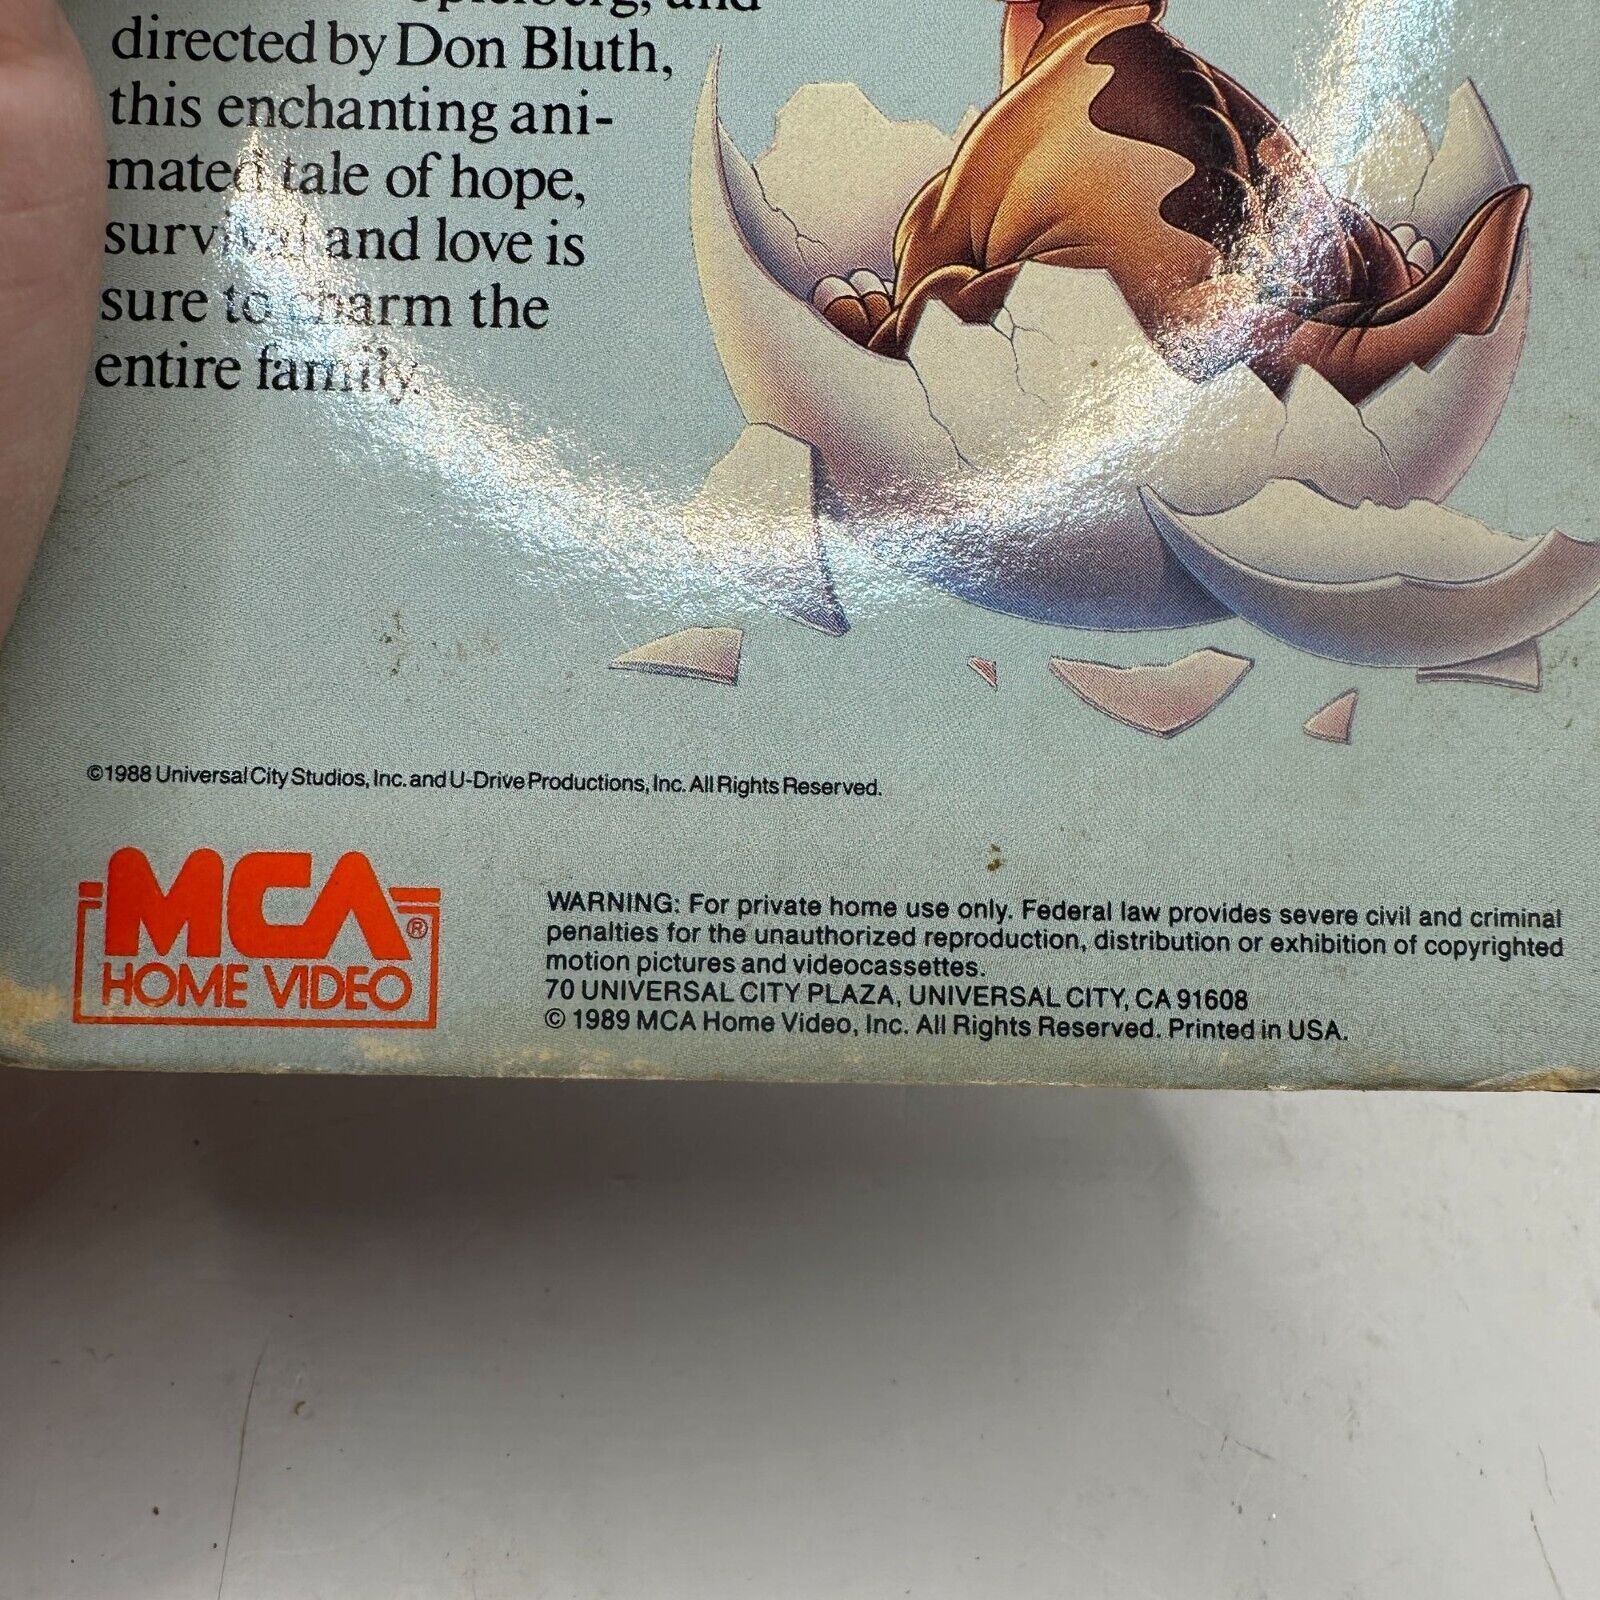 Spielberg, and
directed by Don Bluth,
this enchanting ani-
mated tale of hope,
survival and love is
sure to charm the
entire family.
©1988 Universal City Studios, Inc. and U-Drive Productions, Inc. All Rights Reserved.
MCA®
HOME VIDEO
WARNING: For private home use only. Federal law provides severe civil and criminal
penalties for the unauthorized reproduction, distribution or exhibition of copyrighted
motion pictures and videocassettes.
70 UNIVERSAL CITY PLAZA, UNIVERSAL CITY, CA 91608
© 1989 MCA Home Video, Inc. All Rights Reserved. Printed in USA.